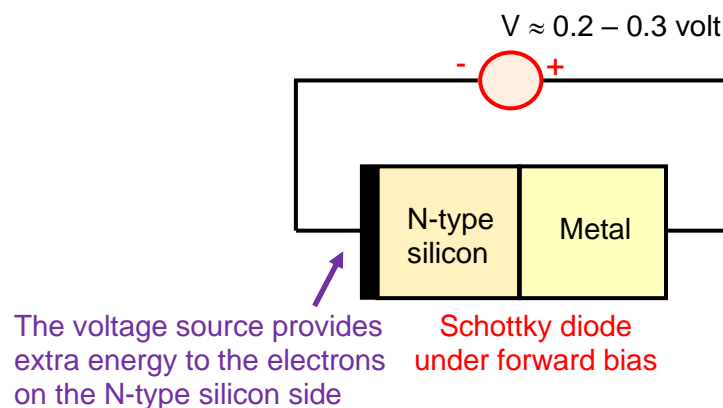 V ≈ 0.2 – 0.3 volt
- +
N-type
silicon
Metal
The voltage source provides
extra energy to the electrons
on the N-type silicon side
Schottky diode
under forward bias